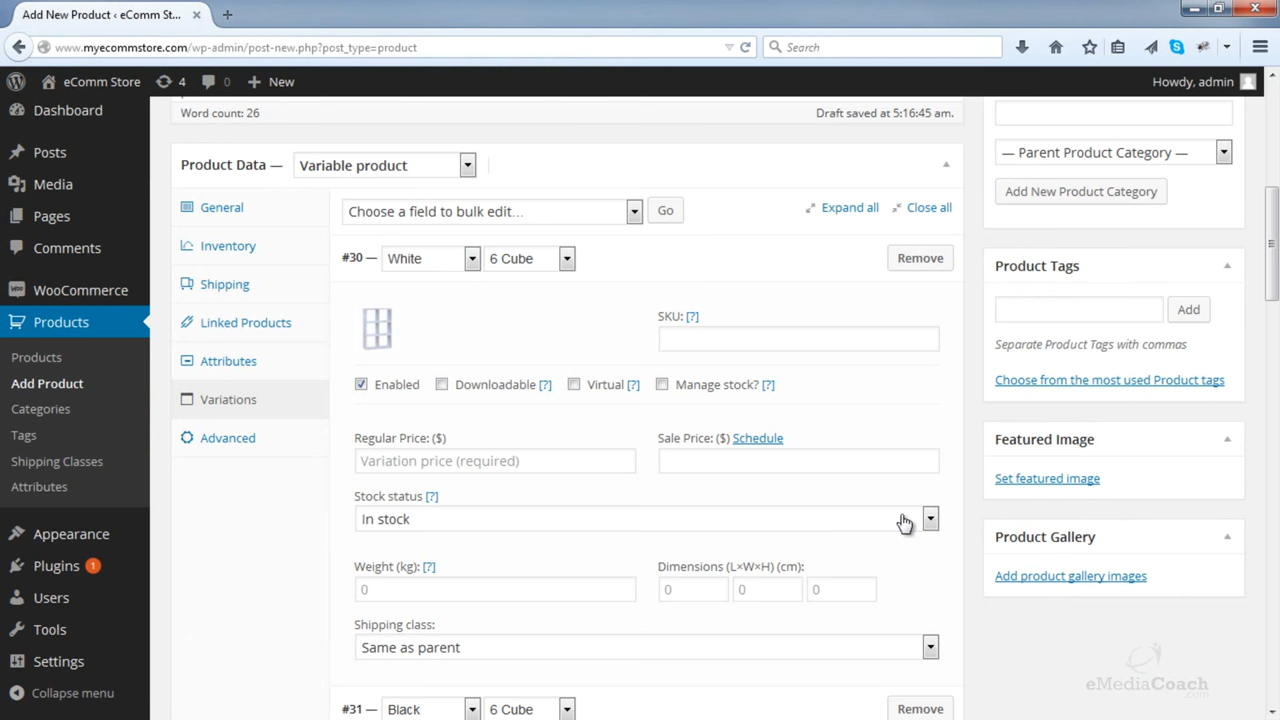 Add New Product ‹ eComm St...
www.myecommstore.com/wp-admin/post-new.php?post_type=product
Search
eComm Store
4
0
New
Howdy, admin
Dashboard
Posts
Media
Pages
Comments
WooCommerce
Products
Products
Add Product
Categories
Tags
Shipping Classes
Attributes
Appearance
Plugins 1
Users
Tools
Settings
Collapse menu
Word count: 26
Draft saved at 5:16:45 am.
Product Data —
Variable product
General
Inventory
Shipping
Linked Products
Attributes
Variations
Advanced
Choose a field to bulk edit...
Go
Expand all
Close all
#30 — White 6 Cube
Remove
SKU: [?]
Enabled
Downloadable [?]
Virtual [?]
Manage stock? [?]
Regular Price: ($)
Variation price (required)
Sale Price: ($) Schedule
Stock status [?]
In stock
Weight (kg): [?]
0
Dimensions (L×W×H) (cm):
0 0 0
Shipping class:
Same as parent
#31 — Black 6 Cube
Remove
— Parent Product Category —
Add New Product Category
Product Tags
Add
Separate Product Tags with commas
Choose from the most used Product tags
Featured Image
Set featured image
Product Gallery
Add product gallery images
eMediaCoach
.com